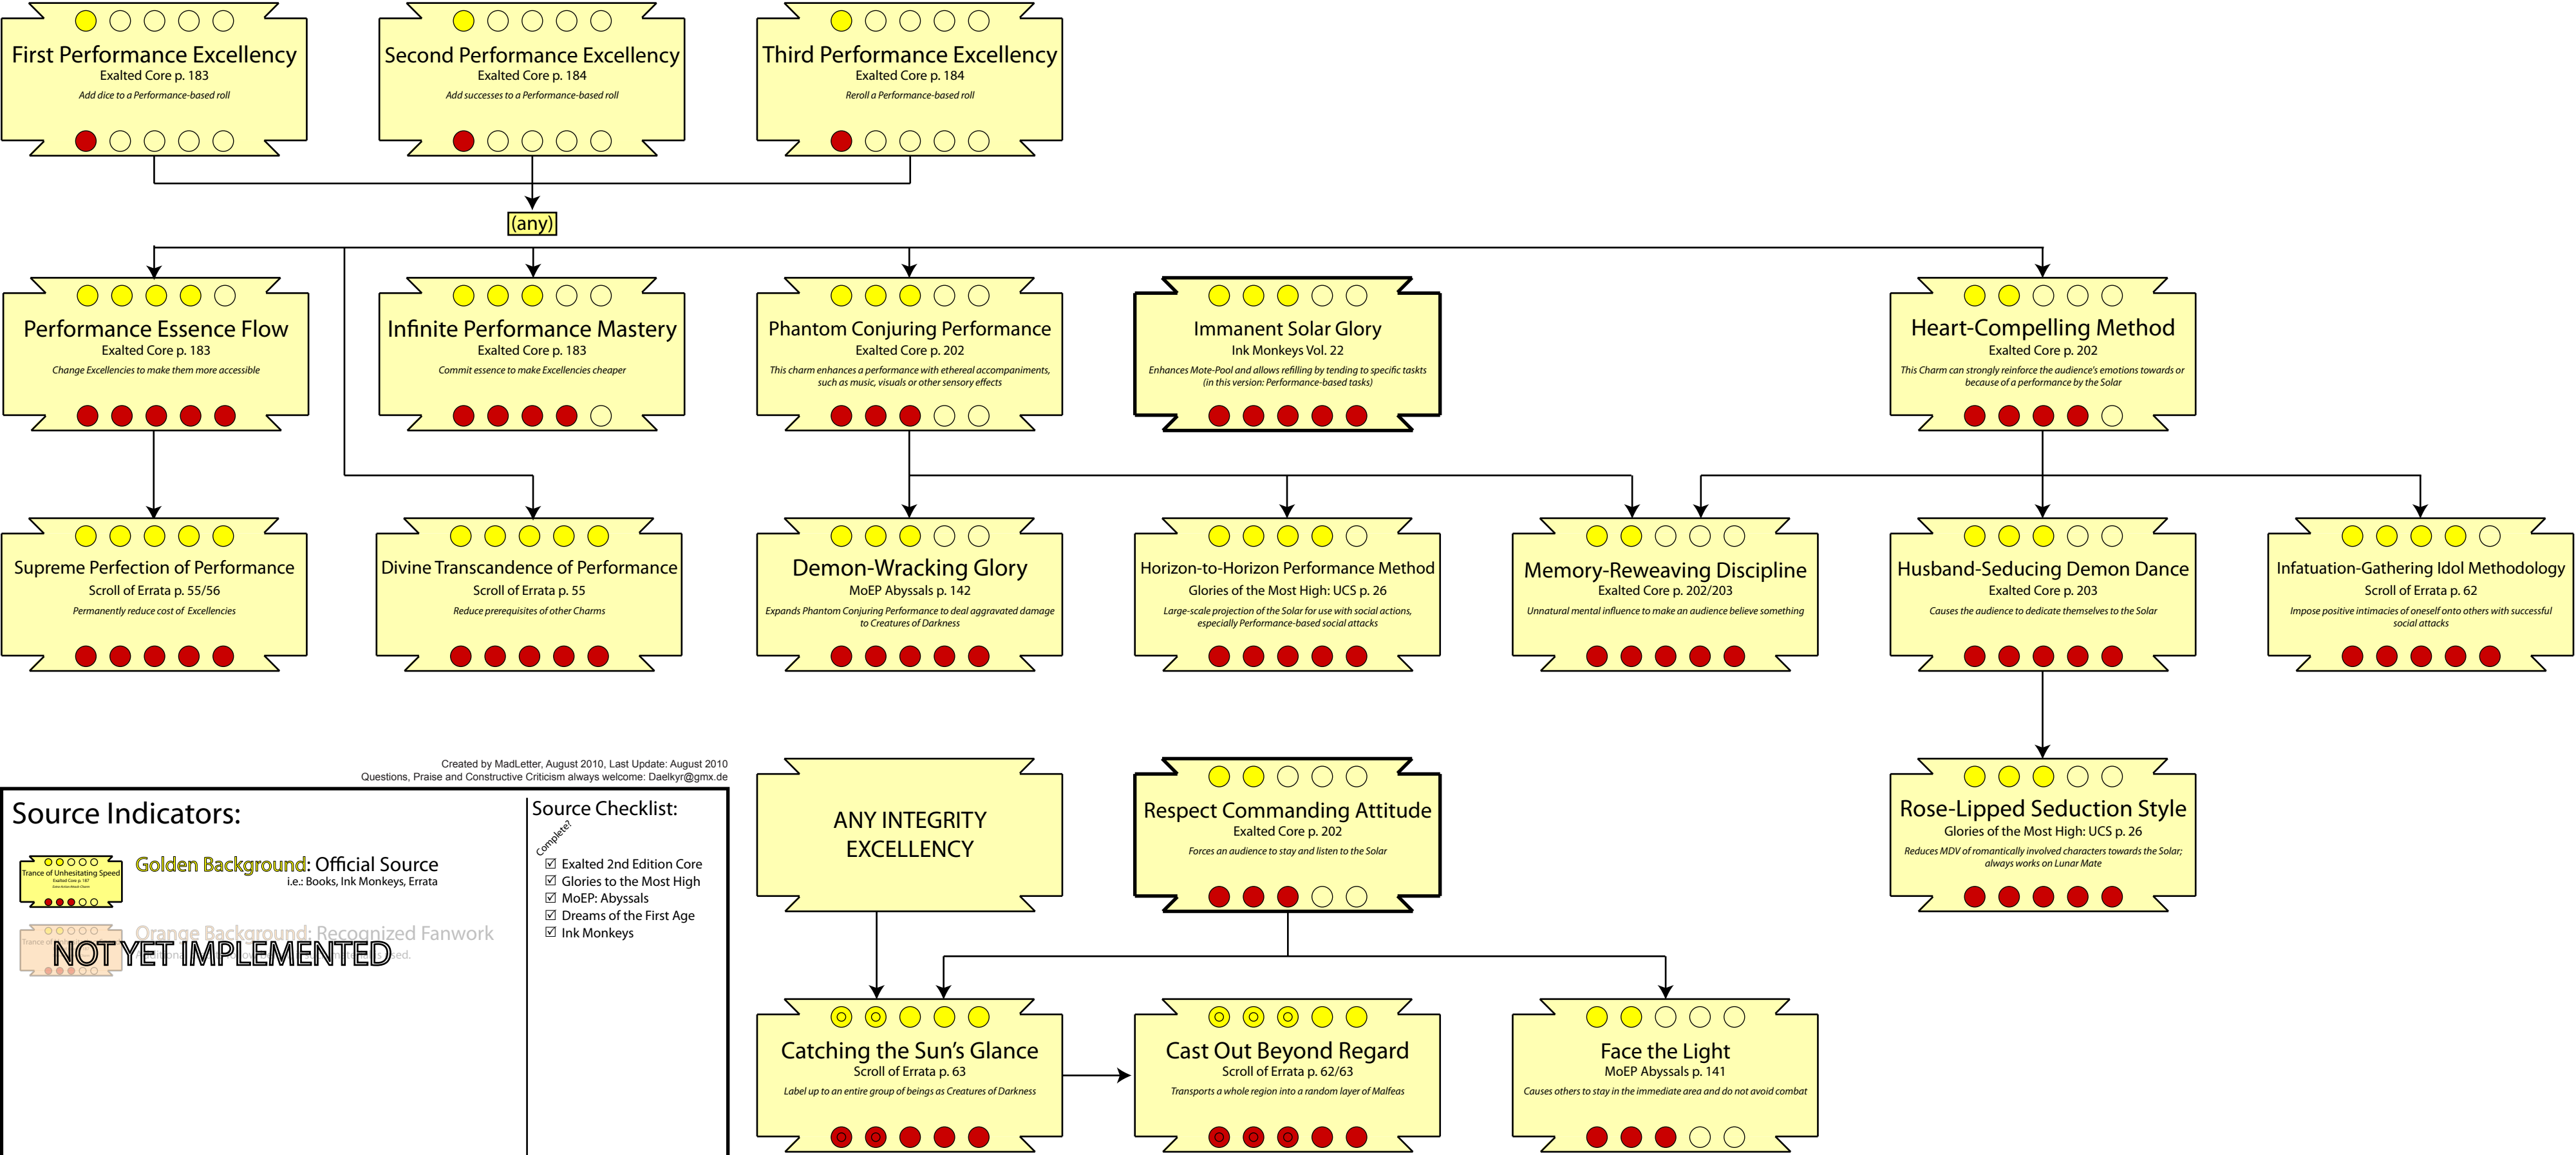 First Performance Excellency
Exalted Core p. 183
Add dice to a Performance-based roll
Second Performance Excellency
Exalted Core p. 184
Add successes to a Performance-based roll
Third Performance Excellency
Exalted Core p. 184
Reroll a Performance-based roll
(any)
Performance Essence Flow
Exalted Core p. 183
Change Excellencies to make them more accessible
Infinite Performance Mastery
Exalted Core p. 183
Commit essence to make Excellencies cheaper
Phantom Conjuring Performance
Exalted Core p. 202
This charm enhances a performance with ethereal accompaniments,
such as music, visuals or other sensory effects
Immanent Solar Glory
Ink Monkeys Vol. 22
Enhances Mote-Pool and allows refilling by tending to specific taskts
(in this version: Performance-based tasks)
Heart-Compelling Method
Exalted Core p. 202
This Charm can strongly reinforce the audience's emotions towards or
because of a performance by the Solar
Supreme Perfection of Performance
Scroll of Errata p. 55/56
Permanently reduce cost of Excellencies
Divine Transcandence of Performance
Scroll of Errata p. 55
Reduce prerequisites of other Charms
Demon-Wracking Glory
MoEP Abyssals p. 142
Expands Phantom Conjuring Performance to deal aggravated damage
to Creatures of Darkness
Horizon-to-Horizon Performance Method
Glories of the Most High: UCS p. 26
Large-scale projection of the Solar for use with social actions,
especially Performance-based social attacks
Memory-Reweaving Discipline
Exalted Core p. 202/203
Unnatural mental influence to make an audience believe something
Husband-Seducing Demon Dance
Exalted Core p. 203
Causes the audience to dedicate themselves to the Solar
Infatuation-Gathering Idol Methodology
Scroll of Errata p. 62
Impose positive intimacies of oneself onto others with successful
social attacks
Created by MadLetter, August 2010, Last Update: August 2010
Questions, Praise and Constructive Criticism always welcome: Daelkyr@gmx.de
ANY INTEGRITY
EXCELLENCY
Respect Commanding Attitude
Exalted Core p. 202
Forces an audience to stay and listen to the Solar
Rose-Lipped Seduction Style
Glories of the Most High: UCS p. 26
Reduces MDV of romantically involved characters towards the Solar;
always works on Lunar Mate
Source Indicators:
Trance of Unhesitating Speed
Exalted Core p. 187
Golden Background: Official Source
i.e.: Books, Ink Monkeys, Errata
Orange Background: Recognized Fanwork
NOT YET IMPLEMENTED
Source Checklist:
Complete?
☑ Exalted 2nd Edition Core
☑ Glories to the Most High
☑ MoEP: Abyssals
☑ Dreams of the First Age
☑ Ink Monkeys
Catching the Sun's Glance
Scroll of Errata p. 63
Label up to an entire group of beings as Creatures of Darkness
Cast Out Beyond Regard
Scroll of Errata p. 62/63
Transports a whole region into a random layer of Malfeas
Face the Light
MoEP Abyssals p. 141
Causes others to stay in the immediate area and do not avoid combat